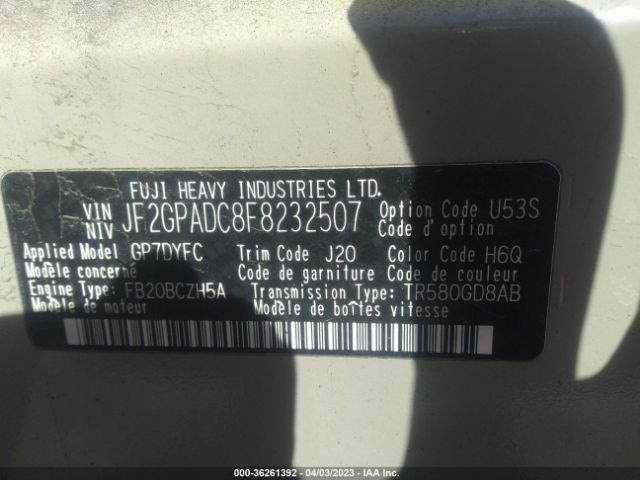 FUJI HEAVY INDUSTRIES LTD.
VIN NIV JF2GPADC8F8232507 Option Code U53S
Code d'option
Applied Model GP7DYFC Trim Code J20 Color Code H6Q
Modèle concerné Code de garniture Code de couleur
Engine Type: FB20BCZH5A Transmission Type: TR580GD8AB
Modèle de moteur Modèle de boîtes vitesse
000-36261392 - 04/03/2023 - IAA Inc.